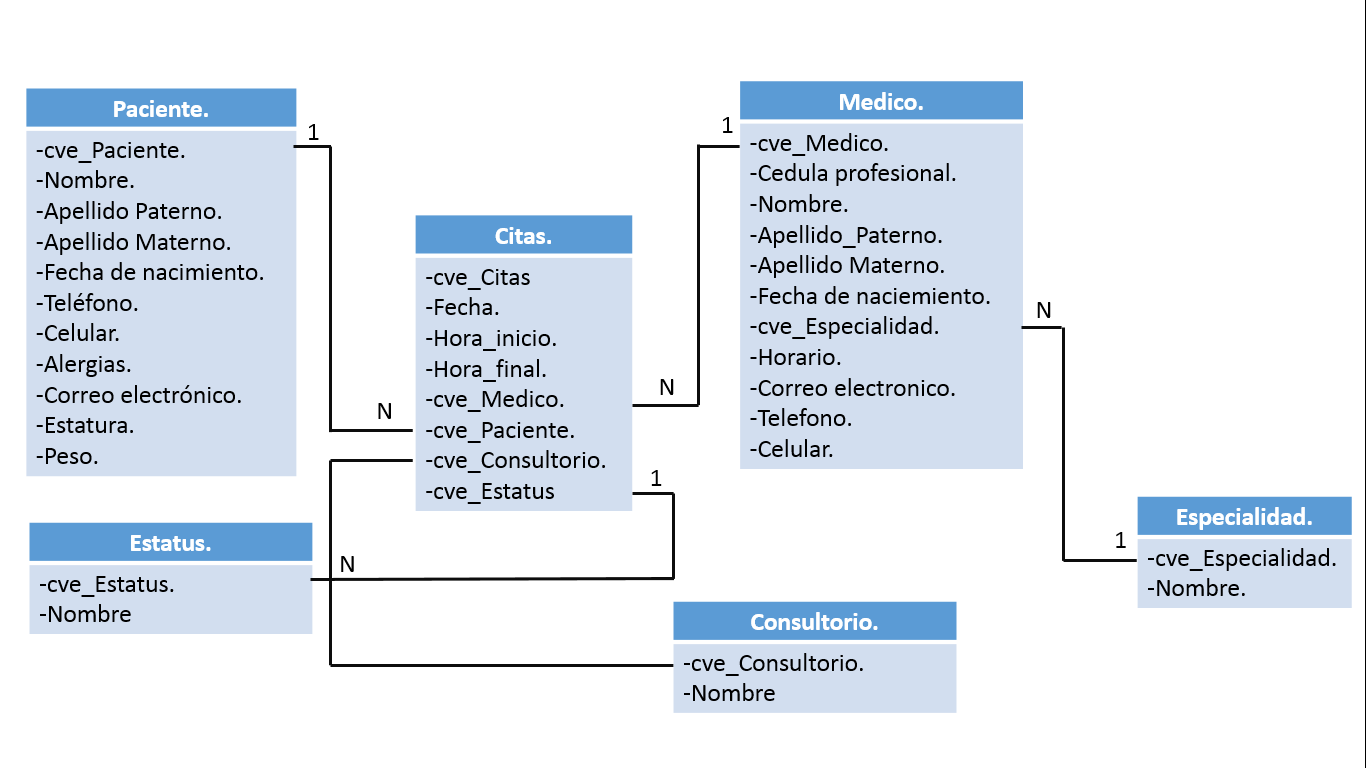 Paciente.
-cve_Paciente.
-Nombre.
-Apellido Paterno.
-Apellido Materno.
-Fecha de nacimiento.
-Teléfono.
-Celular.
-Alergias.
-Correo electrónico.
-Estatura.
-Peso.
1
N
Citas.
-cve_Citas
-Fecha.
-Hora_inicio.
-Hora_final.
-cve_Medico.
-cve_Paciente.
-cve_Consultorio.
-cve_Estatus
N
1
1
Medico.
-cve_Medico.
-Cedula profesional.
-Nombre.
-Apellido_Paterno.
-Apellido Materno.
-Fecha de naciemiento.
-cve_Especialidad.
-Horario.
-Correo electronico.
-Telefono.
-Celular.
N
1
Especialidad.
-cve_Especialidad.
-Nombre.
Estatus.
-cve_Estatus.
-Nombre
N
Consultorio.
-cve_Consultorio.
-Nombre